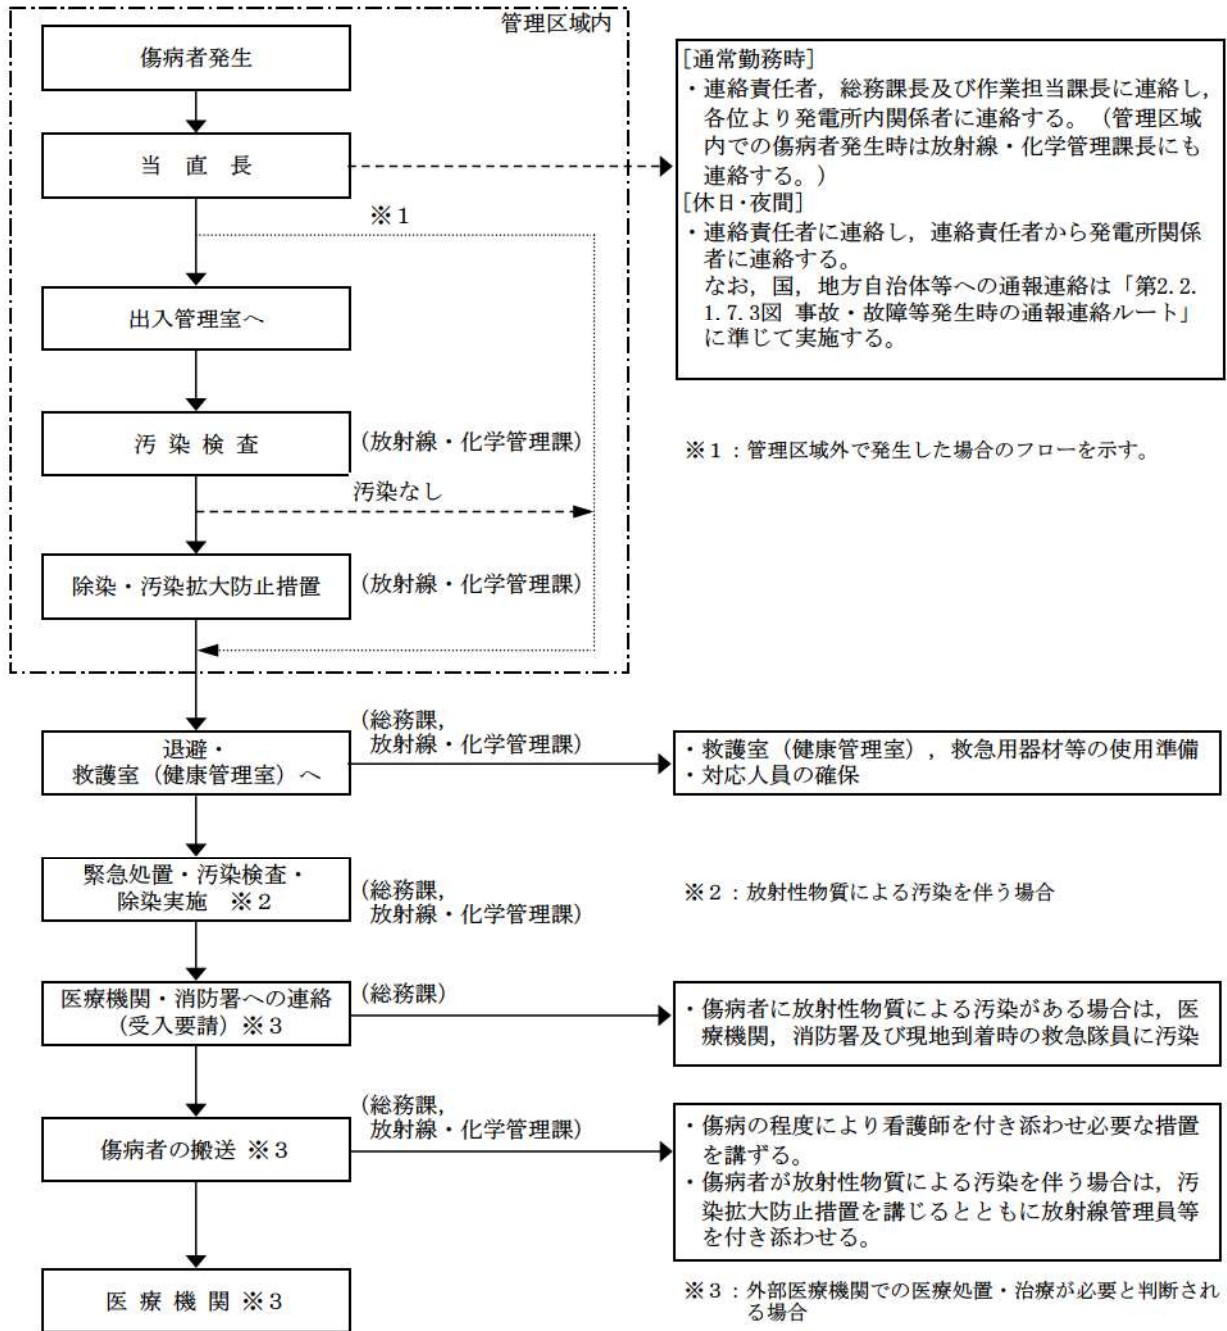 管理区域内
傷病者発生
当　直　長
[通常勤務時]
・連絡責任者，総務課長及び作業担当課長に連絡し，
各位より発電所内関係者に連絡する。（管理区域
内での傷病者発生時は放射線・化学管理課長にも
連絡する。）
[休日・夜間]
・連絡責任者に連絡し，連絡責任者から発電所関係
者に連絡する。
なお，国，地方自治体等への通報連絡は「第2.2.
1.7.3図 事故・故障等発生時の通報連絡ルート」
に準じて実施する。
※１
出入管理室へ
汚 染 検 査
(放射線・化学管理課)
※１：管理区域外で発生した場合のフローを示す。
汚染なし
除染・汚染拡大防止措置
(放射線・化学管理課)
退避・
救護室（健康管理室）へ
(総務課，
放射線・化学管理課)
・救護室（健康管理室），救急用器材等の使用準備
・対応人員の確保
緊急処置・汚染検査・
除染実施　※２
(総務課，
放射線・化学管理課)
※２：放射性物質による汚染を伴う場合
医療機関・消防署への連絡
(受入要請) ※３
(総務課)
・傷病者に放射性物質による汚染がある場合は，医
療機関，消防署及び現地到着時の救急隊員に汚染
傷病者の搬送 ※３
(総務課，
放射線・化学管理課)
・傷病の程度により看護師を付き添わせ必要な措置
を講ずる。
・傷病者が放射性物質による汚染を伴う場合は，汚
染拡大防止措置を講じるとともに放射線管理員等
を付き添わせる。
医 療 機 関 ※３
※３：外部医療機関での医療処置・治療が必要と判断され
る場合